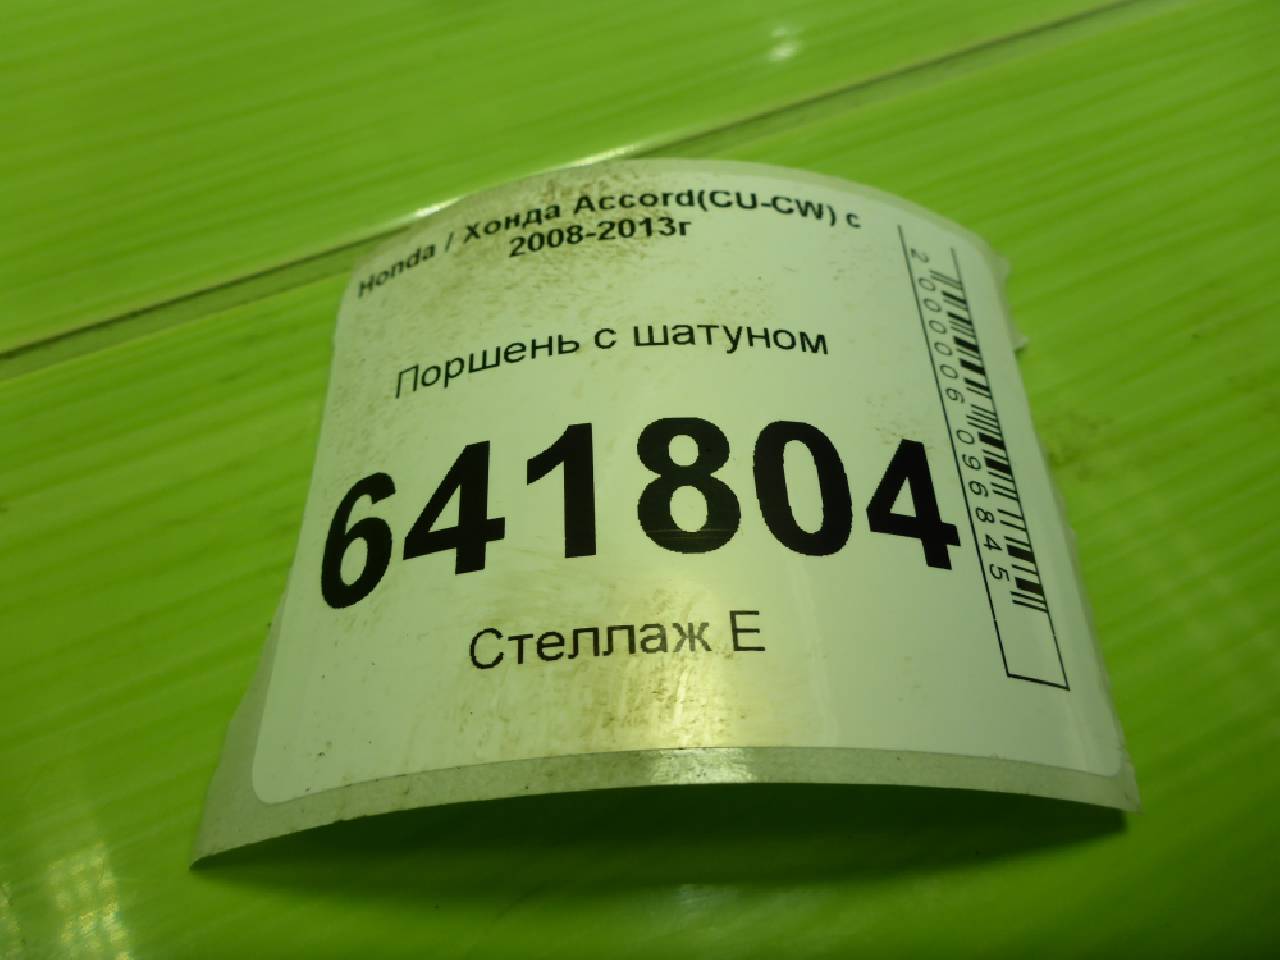 Honda / Хонда Accord(CU-CW) с
2008-2013г
Поршень с шатуном
641804
Стеллаж Е
2000006096845